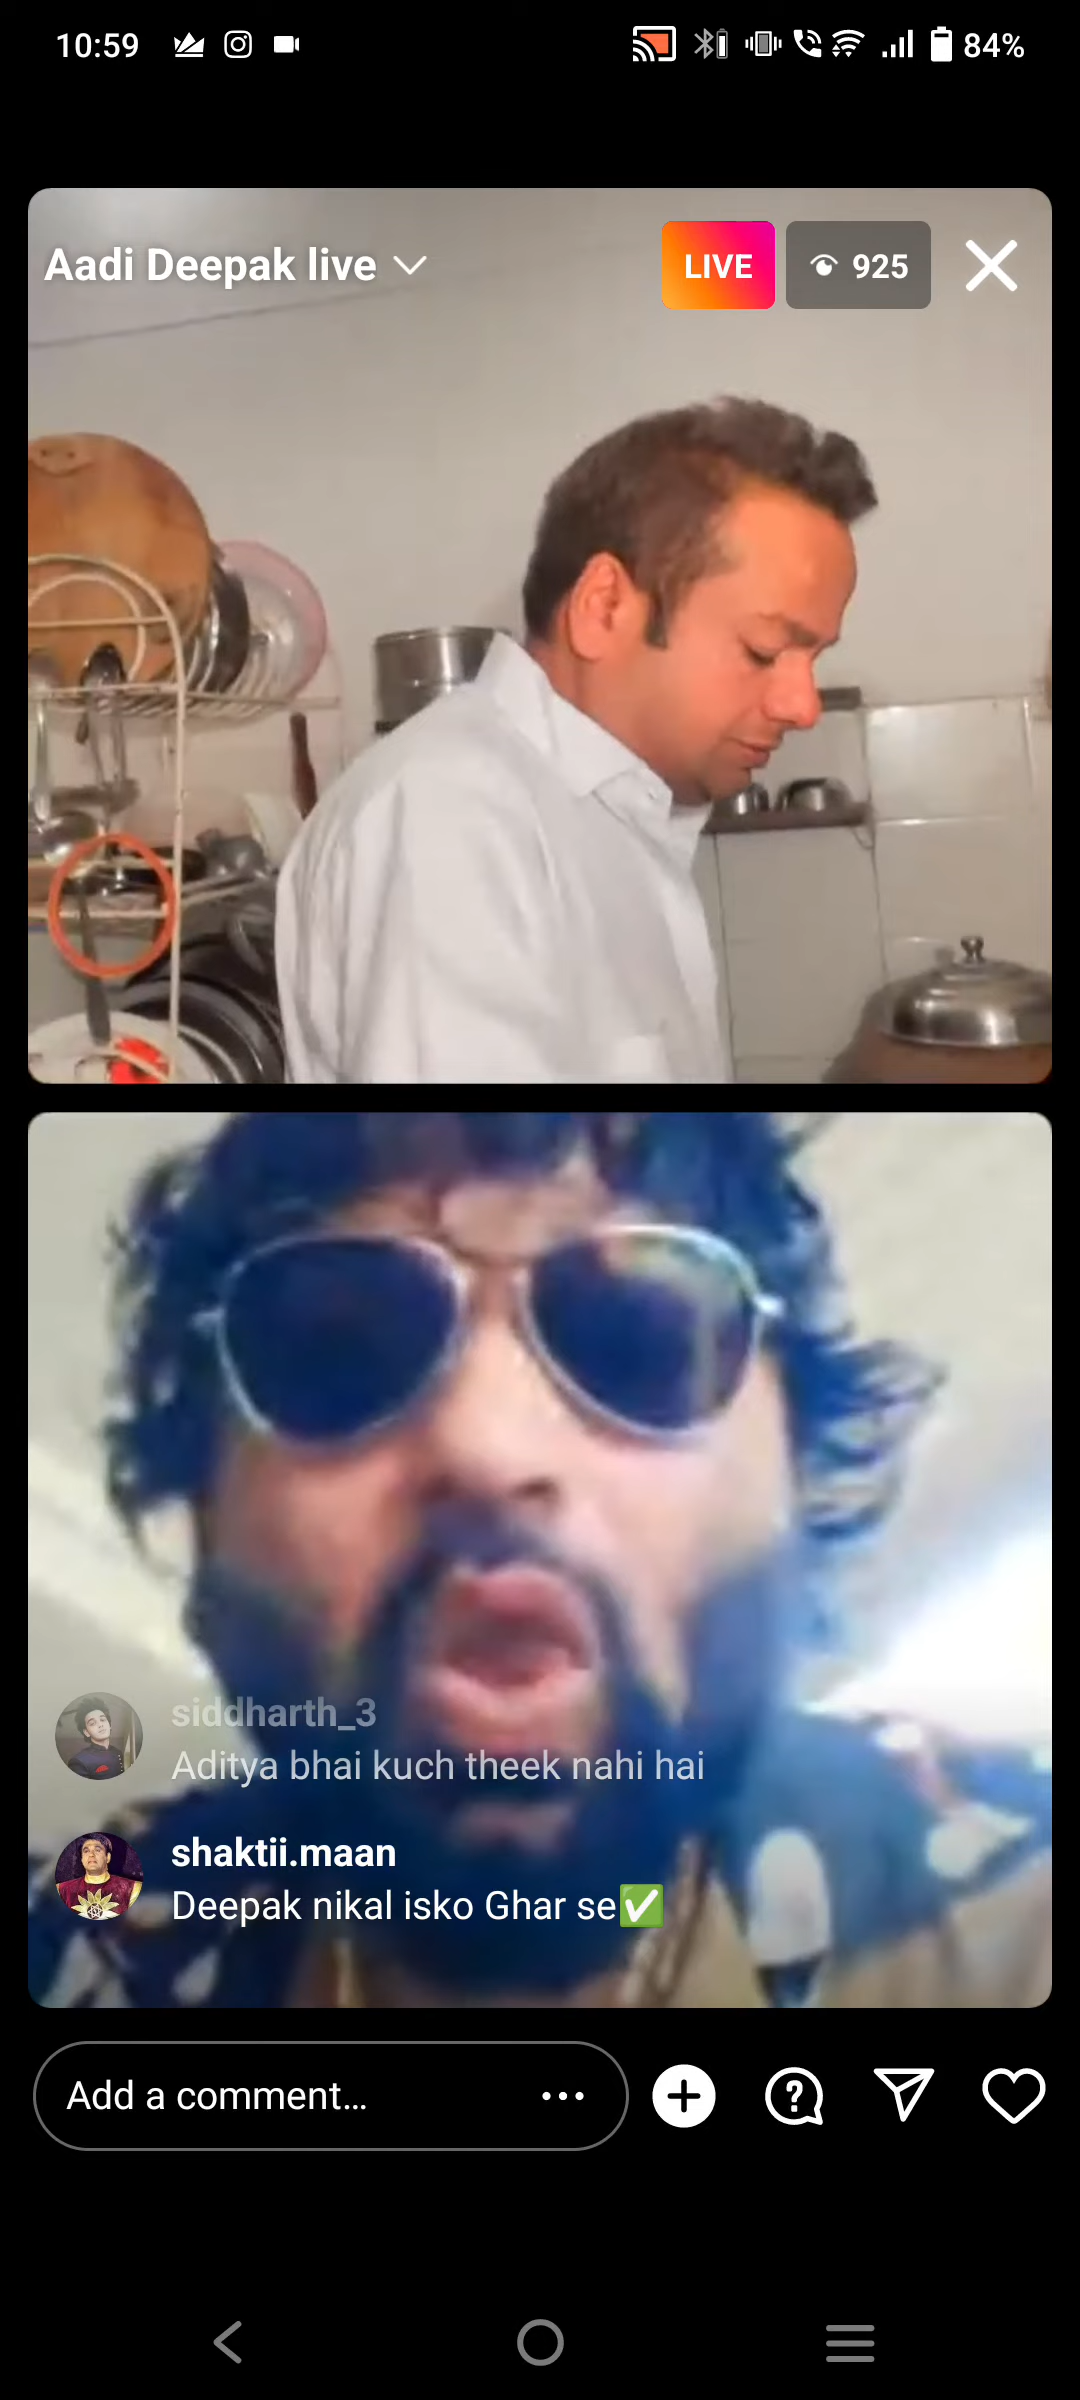 10:59
84%
Aadi Deepak live
LIVE
925
siddharth_3
Aditya bhai kuch theek nahi hai
shaktii.maan
Deepak nikal isko Ghar se✅
Add a comment...